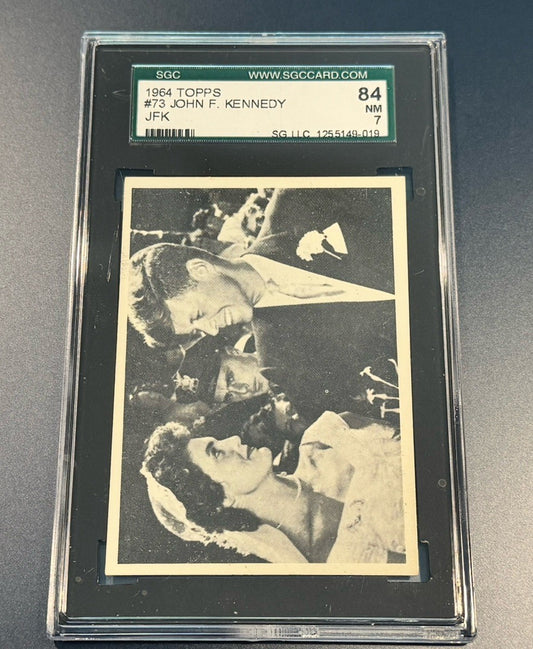 SGC WWW.SGCCARD.COM
1964 TOPPS 84
#73 JOHN F. KENNEDY NM
JFK 7
SG LLC 1255149-019